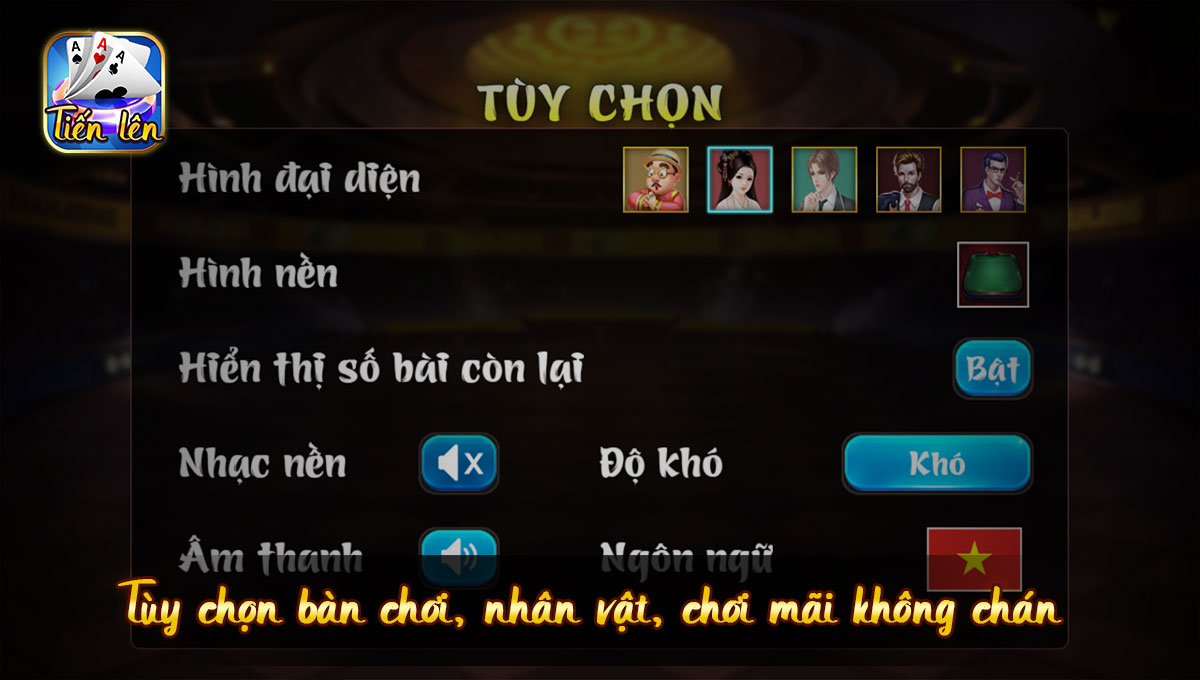 A A A
Tiến lên
TÙY CHỌN
Hình đại diện
Hình nền
Hiển thị số bài còn lại
Bật
Nhạc nền
Độ khó
Khó
Âm thanh
Ngôn ngữ
Tùy chọn bàn chơi, nhân vật, chơi mãi không chán